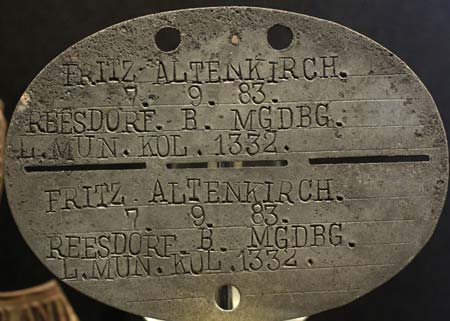 FRITZ ALTENKIRCH.
7. 9. 83.
REESDORF. B. MGDBG.
L. MUN. KOL. 1332.
FRITZ ALTENKIRCH.
7. 9. 83.
REESDORF B. MGDBG.
L. MUN. KOL. 1332.